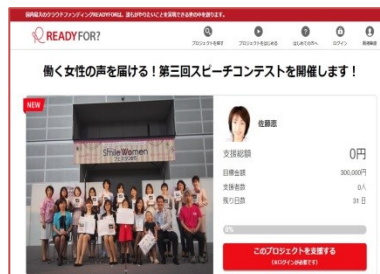 国内最大のクラウドファンディングREADYFORは、誰もがやりたいことを実現できる世の中を創ります。
READYFOR?
プロジェクトを探す
プロジェクトをはじめる
はじめての方へ
ログイン
新規登録
働く女性の声を届ける！第三回スピーチコンテストを開催します！
NEW
Smile Women
佐藤恵
支援総額
0円
目標金額
300,000円
支援者数
0人
残り日数
31 日
0%
このプロジェクトを支援する
(※ログインが必要です)